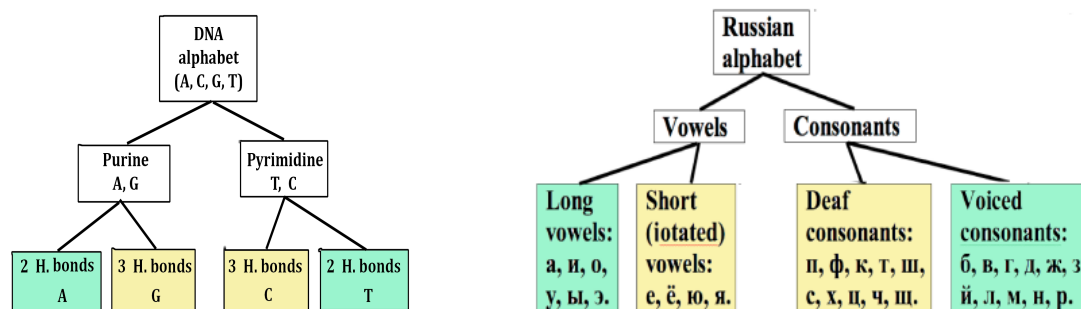 DNA
alphabet
(A, C, G, T)
Purine
A, G
Pyrimidine
T, C
2 H. bonds
A
3 H. bonds
G
3 H. bonds
C
2 H. bonds
T
Russian
alphabet
Vowels
Consonants
Long
vowels:
а, и, о,
у, ы, э.
Short
(iotated)
vowels:
е, ё, ю, я.
Deaf
consonants:
п, ф, к, т, ш,
с, х, ц, ч, щ.
Voiced
consonants:
б, в, г, д, ж, з
й, л, м, н, р.